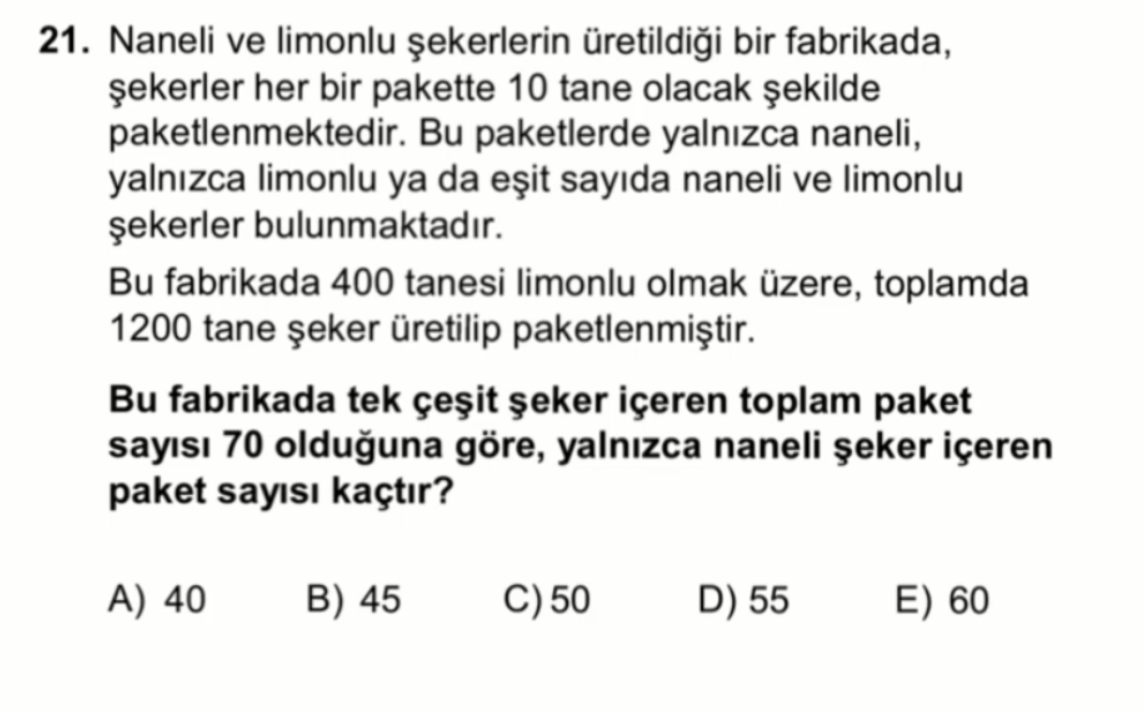 21. Naneli ve limonlu şekerlerin üretildiği bir fabrikada,
şekerler her bir pakette 10 tane olacak şekilde
paketlenmektedir. Bu paketlerde yalnızca naneli,
yalnızca limonlu ya da eşit sayıda naneli ve limonlu
şekerler bulunmaktadır.
Bu fabrikada 400 tanesi limonlu olmak üzere, toplamda
1200 tane şeker üretilip paketlenmiştir.
Bu fabrikada tek çeşit şeker içeren toplam paket
sayısı 70 olduğuna göre, yalnızca naneli şeker içeren
paket sayısı kaçtır?
A) 40 B) 45 C) 50 D) 55 E) 60